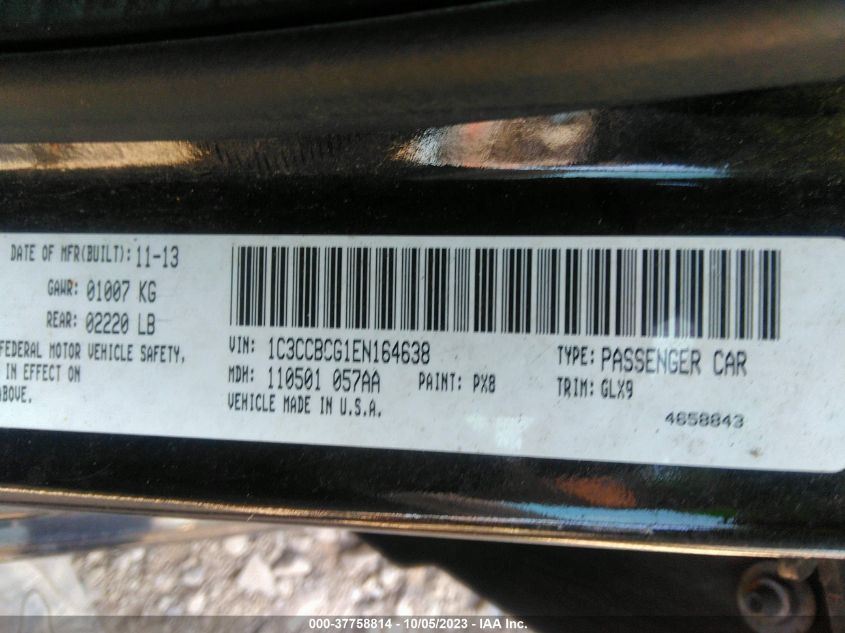 DATE OF MFR(BUILT): 11-13
GAWR: 01007 KG
REAR: 02220 LB
FEDERAL MOTOR VEHICLE SAFETY,
IN EFFECT ON
ABOVE.
VIN: 1C3CCBCG1EN164638
TYPE: PASSENGER CAR
MDH: 110501 057AA
PAINT: PX8
TRIM: GLX9
VEHICLE MADE IN U.S.A.
4658843
000-37758814 - 10/05/2023 - IAA Inc.